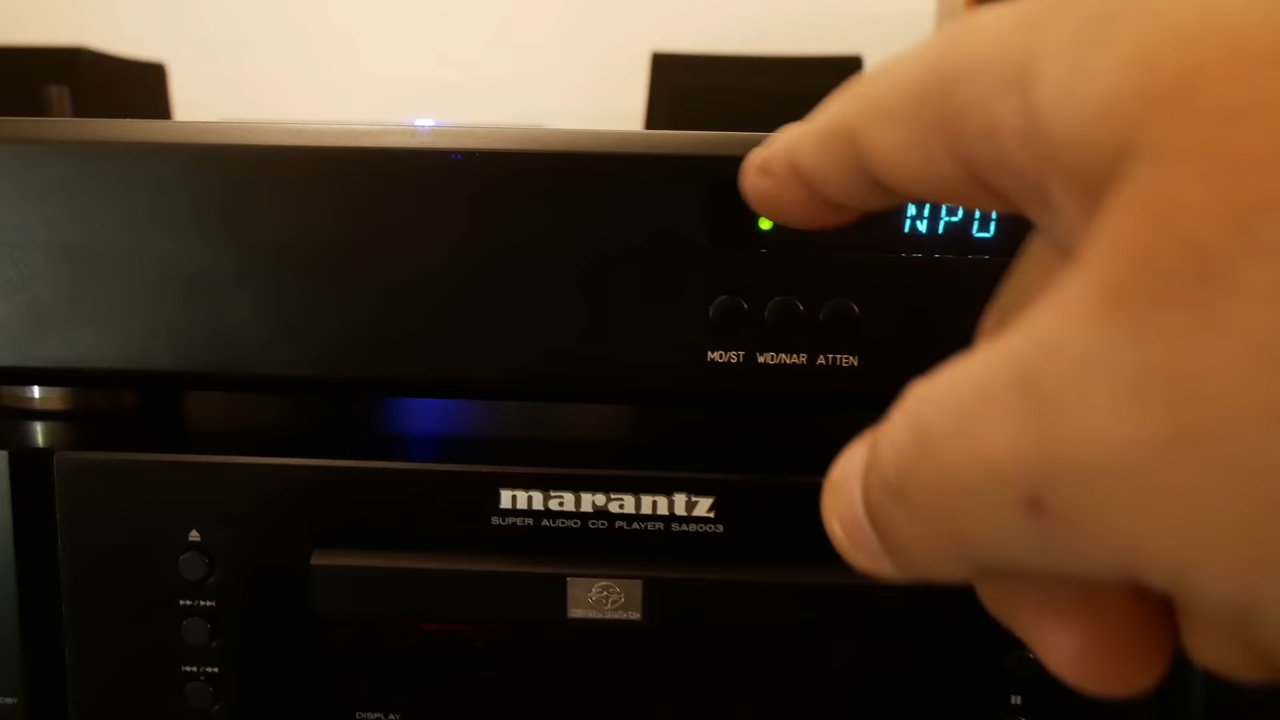 NPO
MO/ST WID/NAR ATTEN
marantz
SUPER AUDIO CD PLAYER SA8003
DISPLAY